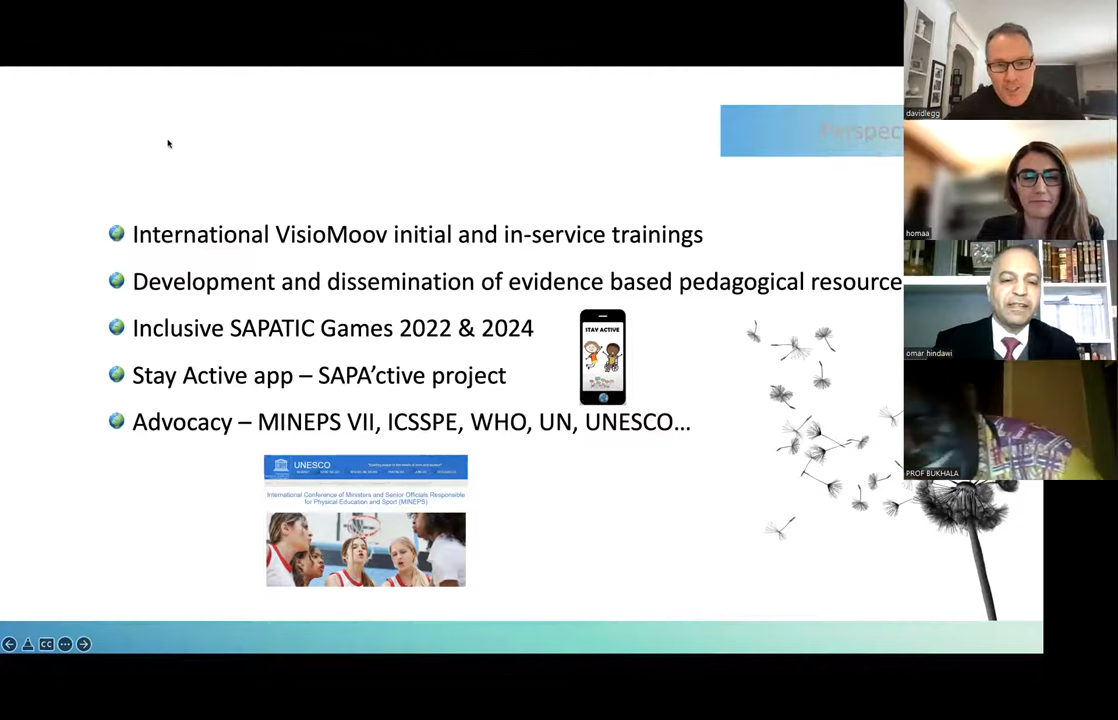 Perspec
International VisioMoov initial and in-service trainings
Development and dissemination of evidence based pedagogical resource
Inclusive SAPATIC Games 2022 & 2024
STAY ACTIVE
Stay Active app – SAPA’ctive project
Advocacy – MINEPS VII, ICSSPE, WHO, UN, UNESCO…
UNESCO
International Conference of Ministers and Senior Officials Responsible
for Physical Education and Sport (MINEPS)
davidlegg
homaa
omar hindawi
PROF BUKHALA
CC